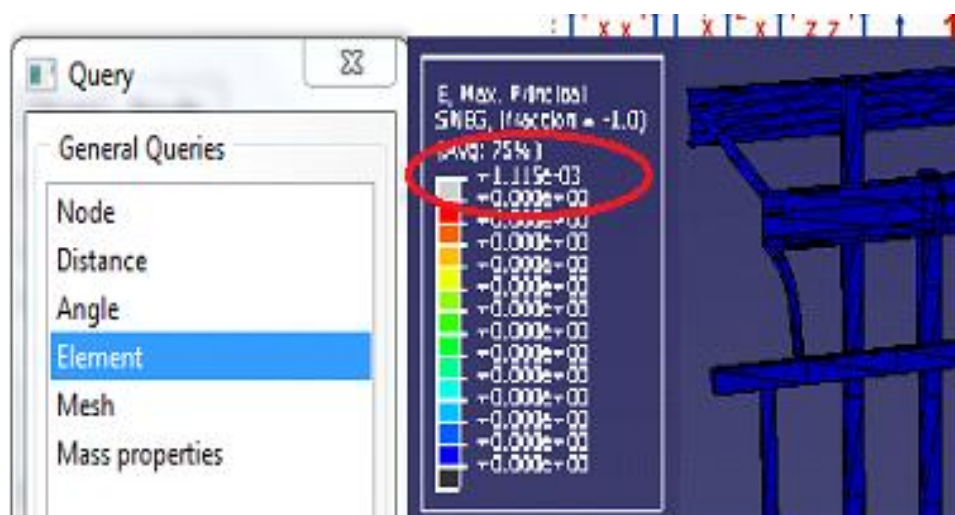 Query
General Queries
Node
Distance
Angle
Element
Mesh
Mass properties
E, Max. Principal
SNEG, (fraction = -1.0)
(Avg: 75%)
+1.115e-03
+0.000e+00
+0.000e+00
+0.000e+00
+0.000e+00
+0.000e+00
+0.000e+00
+0.000e+00
+0.000e+00
+0.000e+00
+0.000e+00
+0.000e+00
+0.000e+00
+0.000e+00